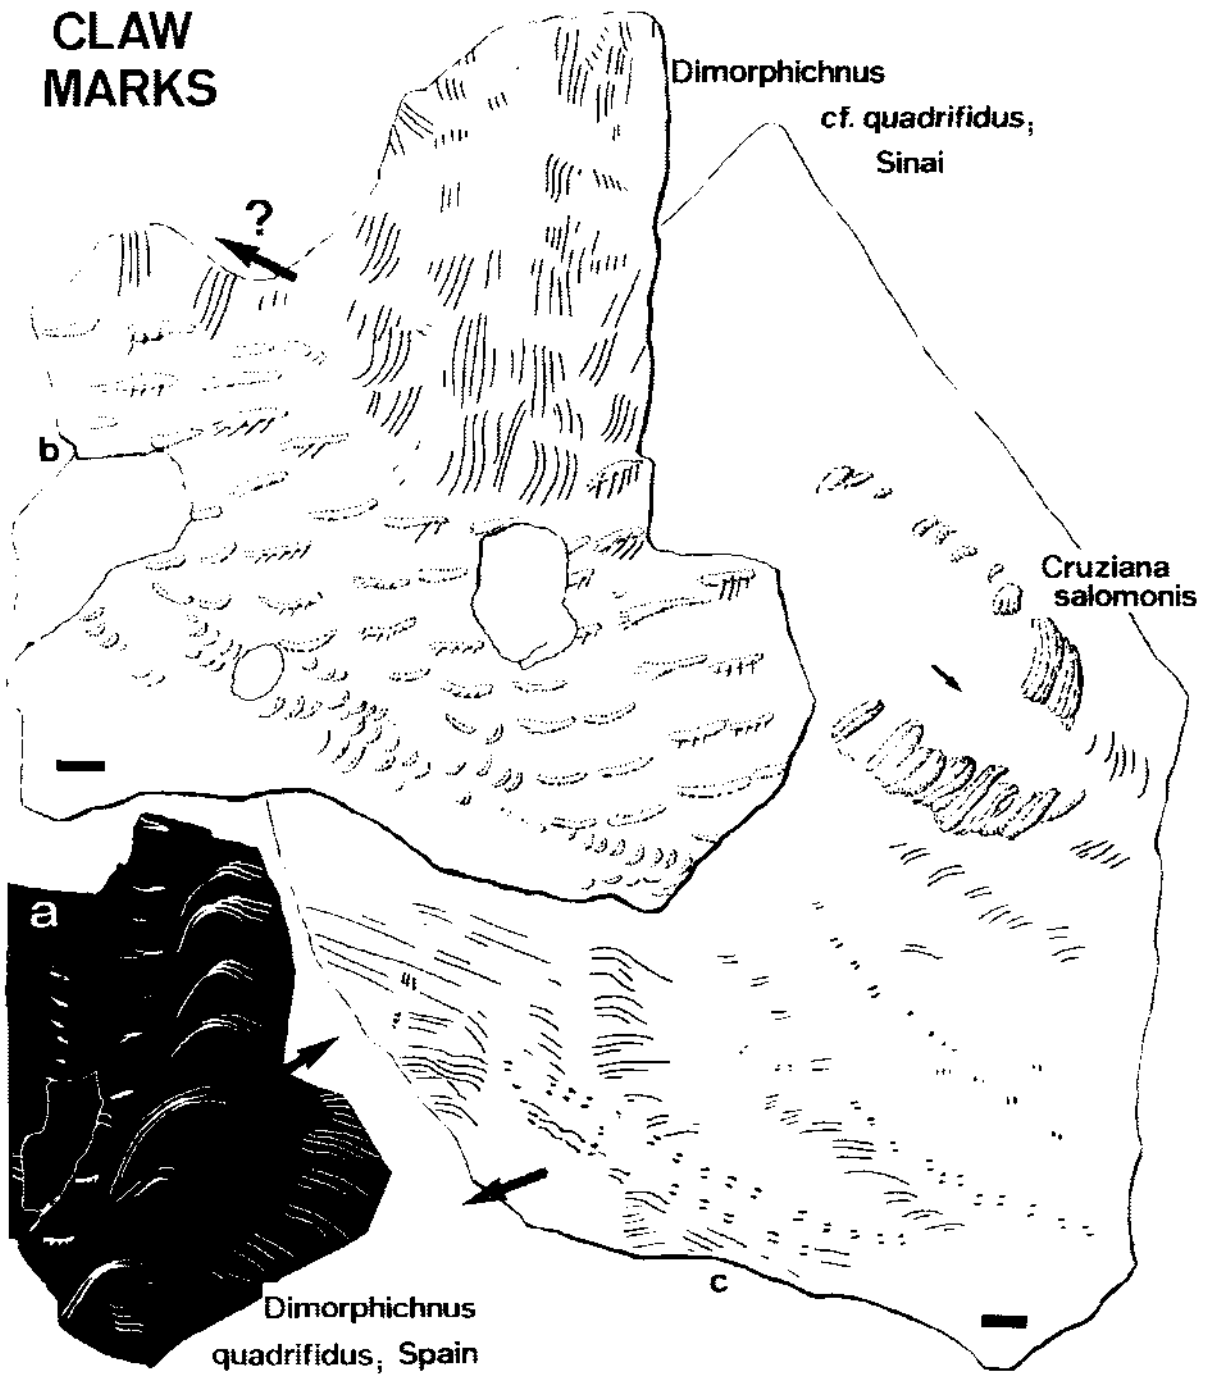 CLAW
MARKS
Dimorphichnus
cf. quadrifidus;
Sinai
?
b
Cruziana
salomonis
a
c
Dimorphichnus
quadrifidus; Spain